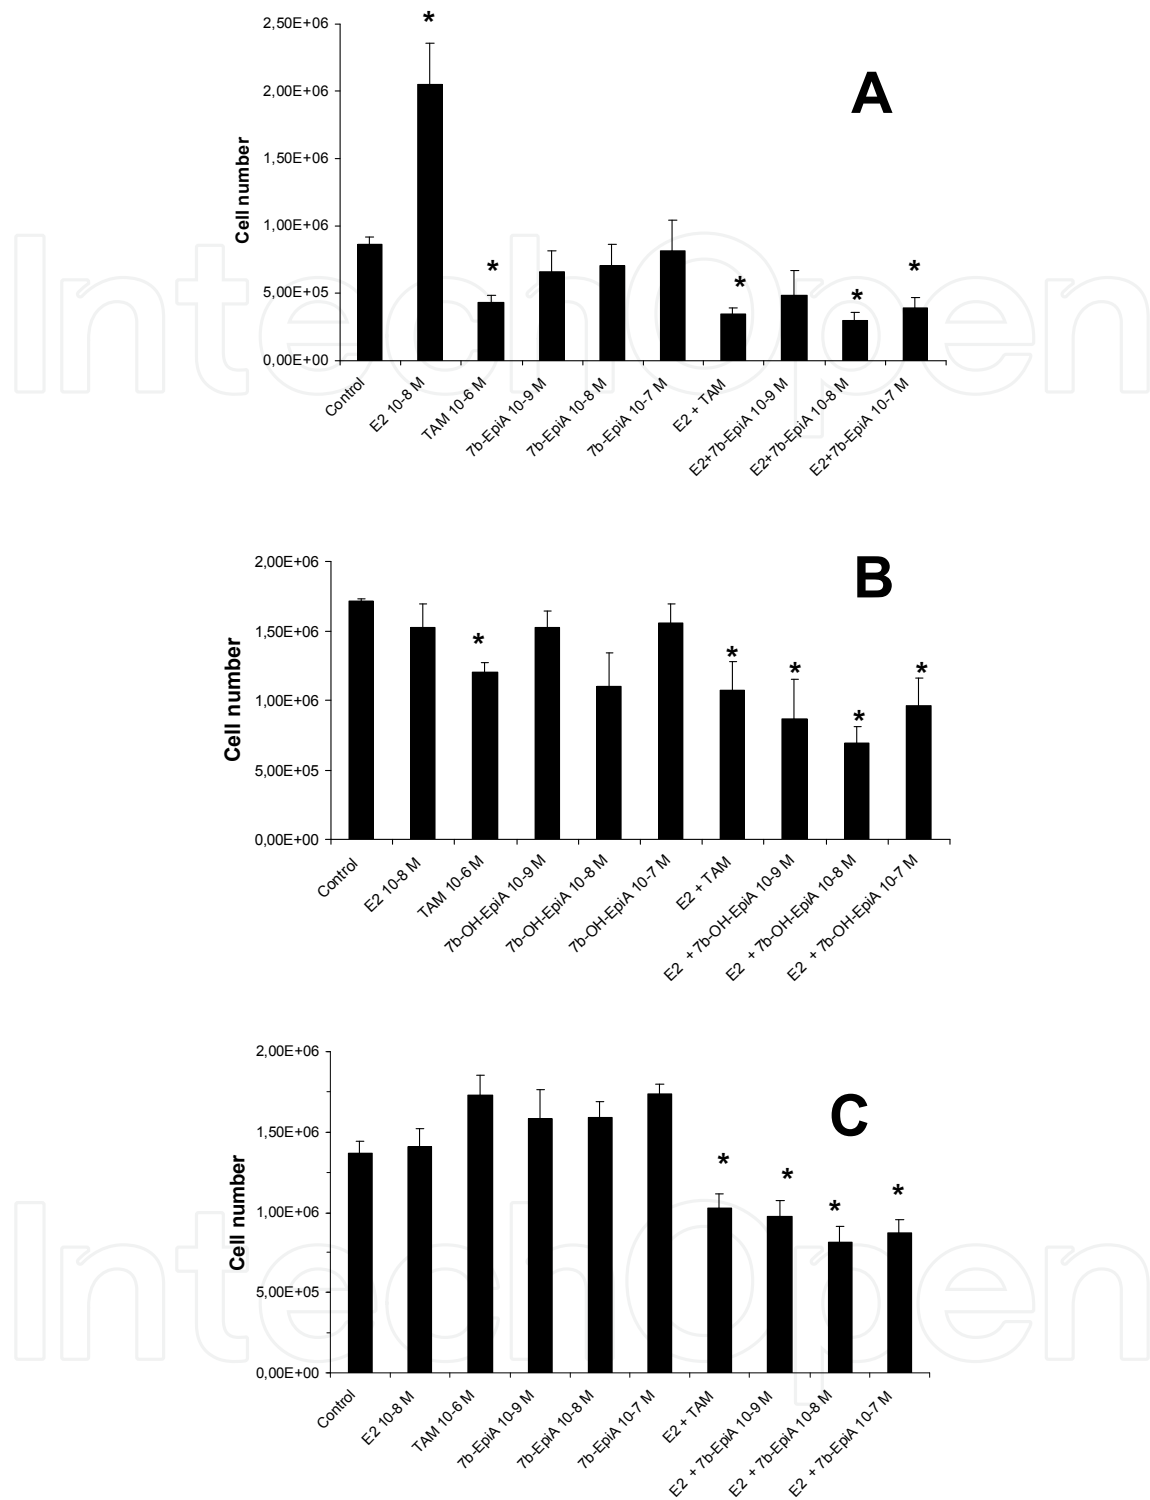 *
2,50E+06
A
2,00E+06
1,50E+06
Cell number
1,00E+06
*
*
*
*
5,00E+05
0,00E+00
Control
E2 10-8 M
TAM 10-6 M
7b-EpiA 10-9 M
7b-EpiA 10-8 M
7b-EpiA 10-7 M
E2 + TAM
E2+7b-EpiA 10-9 M
E2+7b-EpiA 10-8 M
E2+7b-EpiA 10-7 M
IntechOpen
2,00E+06
B
1,50E+06
Cell number
*
*
*
*
*
1,00E+06
5,00E+05
0,00E+00
Control
E2 10-8 M
TAM 10-6 M
7b-OH-EpiA 10-9 M
7b-OH-EpiA 10-8 M
7b-OH-EpiA 10-7 M
E2 + TAM
E2 + 7b-OH-EpiA 10-9 M
E2 + 7b-OH-EpiA 10-8 M
E2 + 7b-OH-EpiA 10-7 M
2,00E+06
C
1,50E+06
Cell number
*
*
*
*
1,00E+06
5,00E+05
0,00E+00
Control
E2 10-8 M
TAM 10-6 M
7b-EpiA 10-9 M
7b-EpiA 10-8 M
7b-EpiA 10-7 M
E2 + TAM
E2 + 7b-EpiA 10-9 M
E2 + 7b-EpiA 10-8 M
E2 + 7b-EpiA 10-7 M
IntechOpen